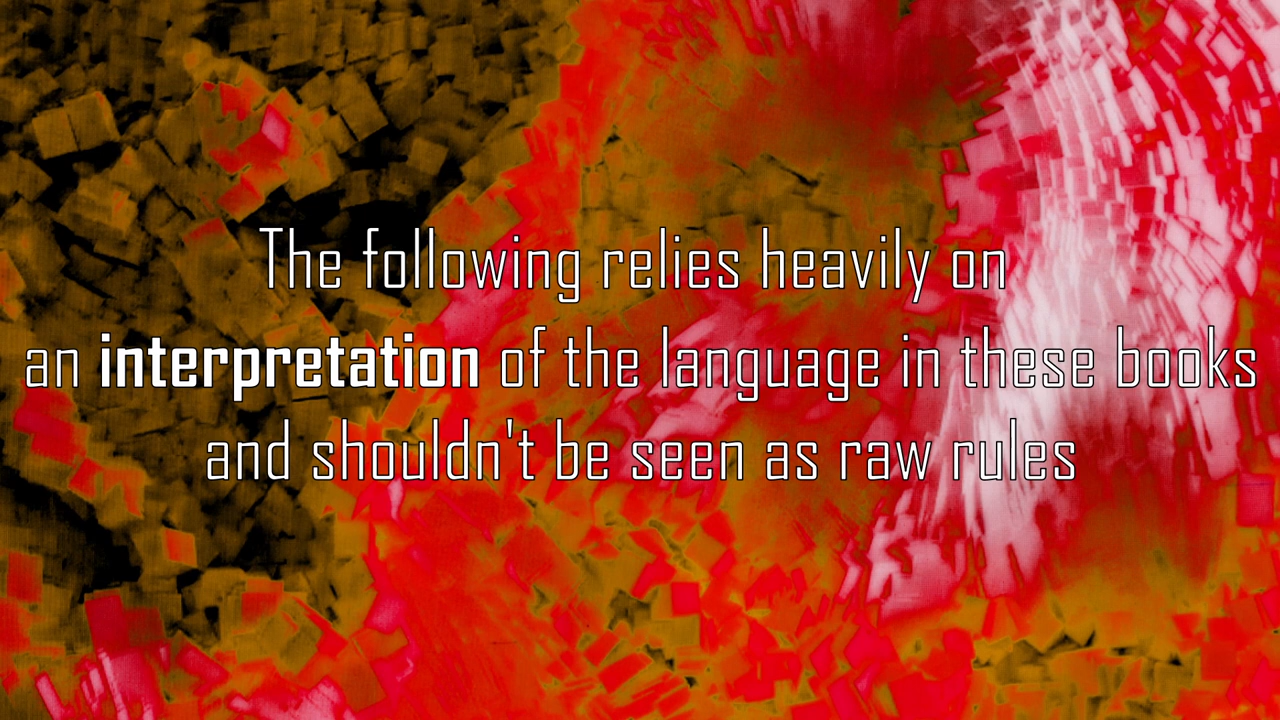 The following relies heavily on
an interpretation of the language in these books
and shouldn't be seen as raw rules